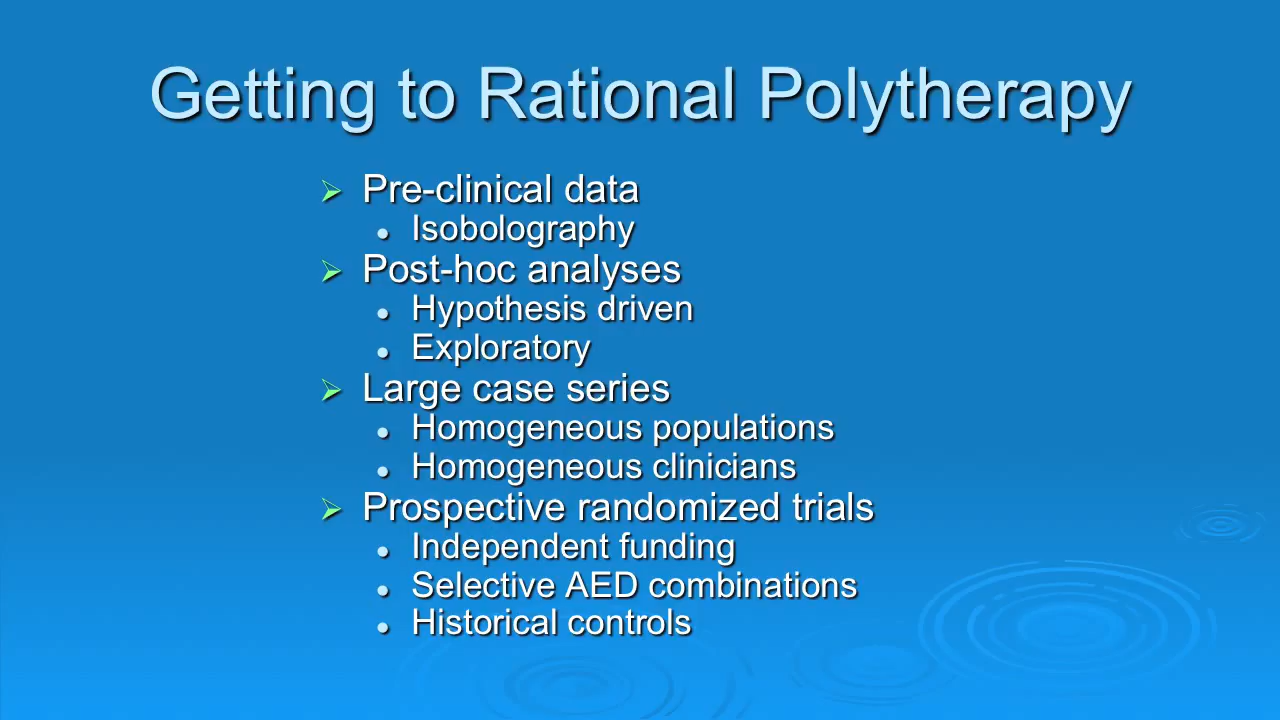 Getting to Rational Polytherapy
Pre-clinical data
Isobolography
Post-hoc analyses
Hypothesis driven
Exploratory
Large case series
Homogeneous populations
Homogeneous clinicians
Prospective randomized trials
Independent funding
Selective AED combinations
Historical controls